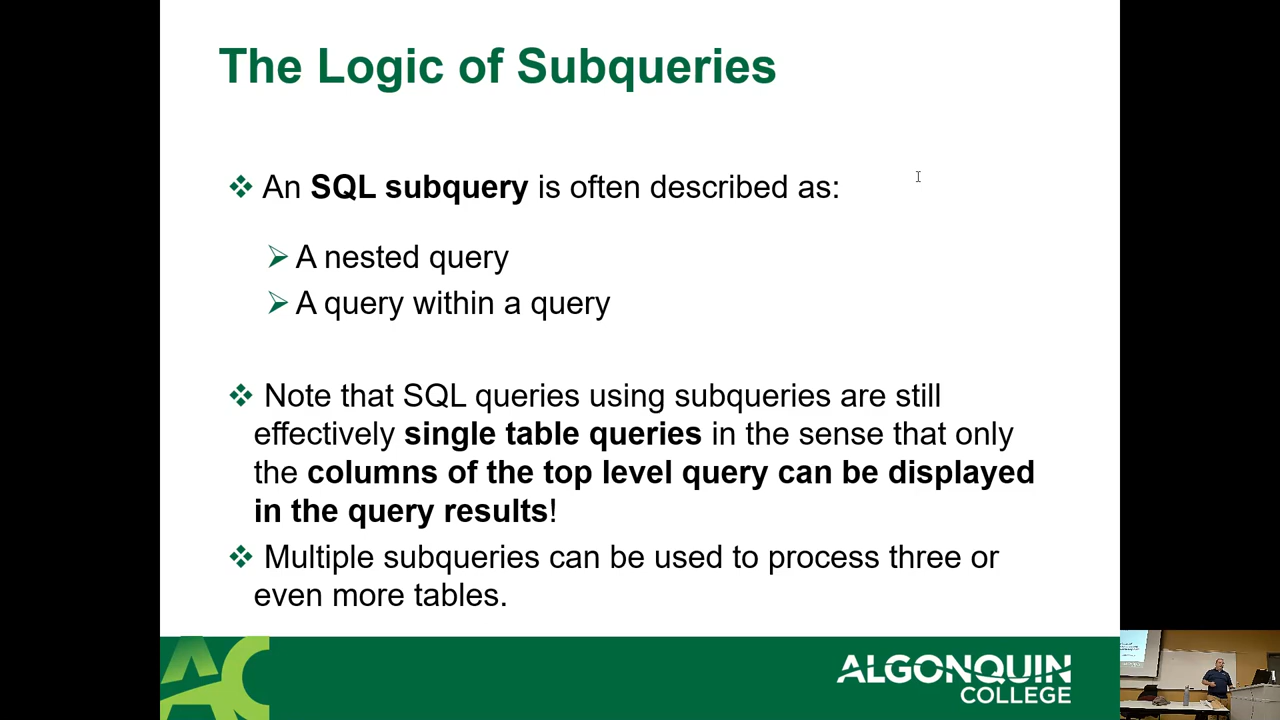 The Logic of Subqueries
❖ An SQL subquery is often described as:
➢ A nested query
➢ A query within a query
❖ Note that SQL queries using subqueries are still
effectively single table queries in the sense that only
the columns of the top level query can be displayed
in the query results!
❖ Multiple subqueries can be used to process three or
even more tables.
AC
ALGONQUIN
COLLEGE